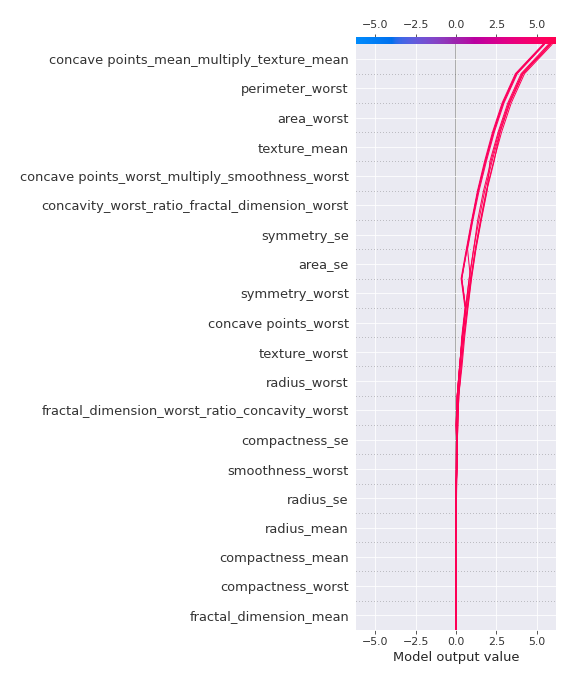 −5.0 −2.5 0.0 2.5 5.0
concave points_mean_multiply_texture_mean
perimeter_worst
area_worst
texture_mean
concave points_worst_multiply_smoothness_worst
concavity_worst_ratio_fractal_dimension_worst
symmetry_se
area_se
symmetry_worst
concave points_worst
texture_worst
radius_worst
fractal_dimension_worst_ratio_concavity_worst
compactness_se
smoothness_worst
radius_se
radius_mean
compactness_mean
compactness_worst
fractal_dimension_mean
−5.0 −2.5 0.0 2.5 5.0
Model output value